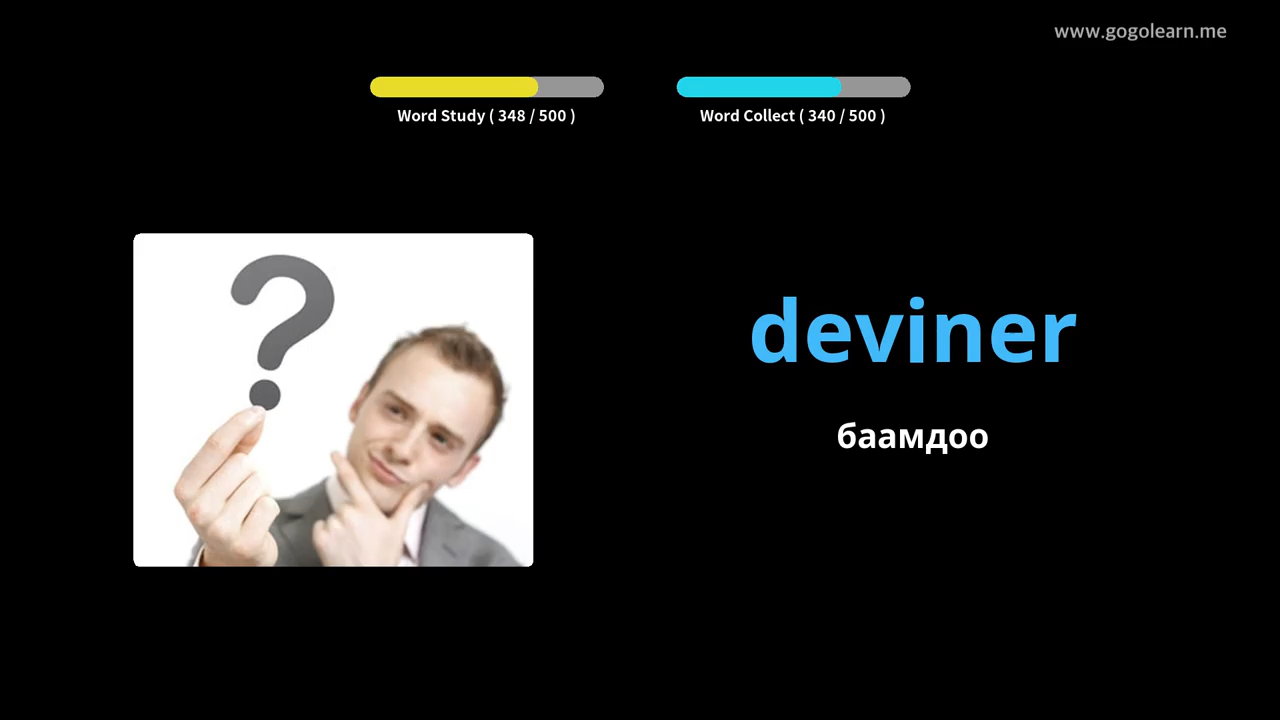 www.gogolearn.me
Word Study ( 348 / 500 )
Word Collect ( 340 / 500 )
?
deviner
баамдоо